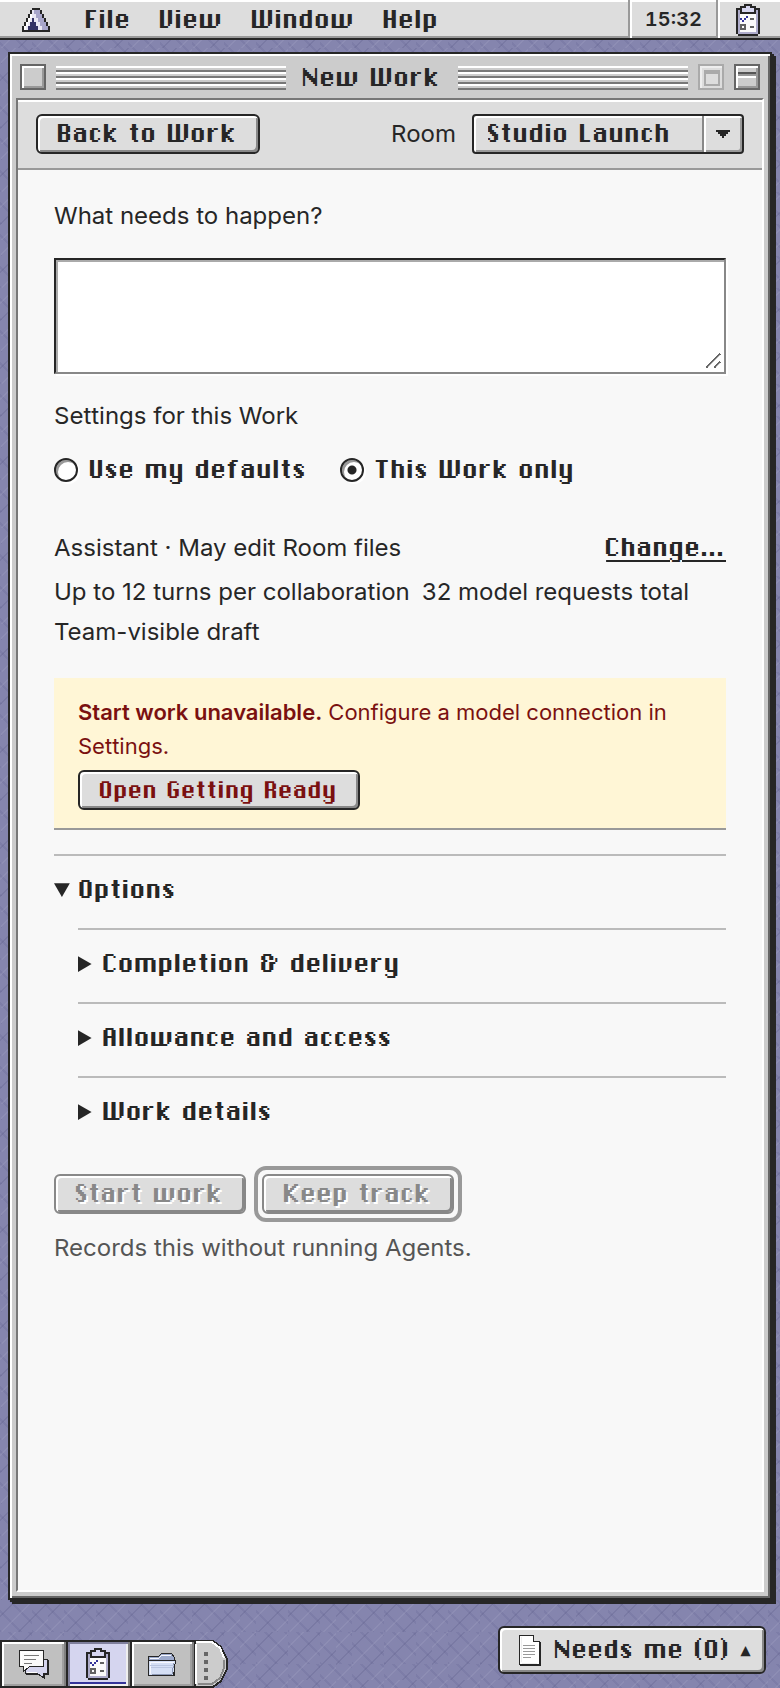 File View Window Help 15:32
New Work
Back to Work Room Studio Launch
What needs to happen?
Settings for this Work
Use my defaults This Work only
Assistant · May edit Room files Change...
Up to 12 turns per collaboration 32 model requests total
Team-visible draft
Start work unavailable. Configure a model connection in
Settings.
Open Getting Ready
Options
Completion & delivery
Allowance and access
Work details
Start work Keep track
Records this without running Agents.
Needs me (0)